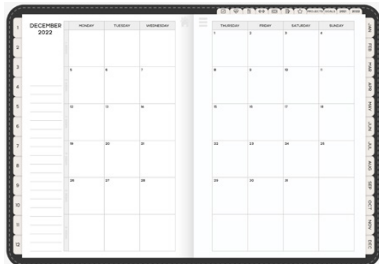 DECEMBER
2022
MONDAY TUESDAY WEDNESDAY THURSDAY FRIDAY SATURDAY SUNDAY
1 2 3 4
5 6 7 8 9 10 11
12 13 14 15 16 17 18
19 20 21 22 23 24 25
26 27 28 29 30 31
1
2
3
4
5
6
7
8
9
10
11
12
JAN
FEB
MAR
APR
MAY
JUN
JUL
AUG
SEP
OCT
NOV
DEC